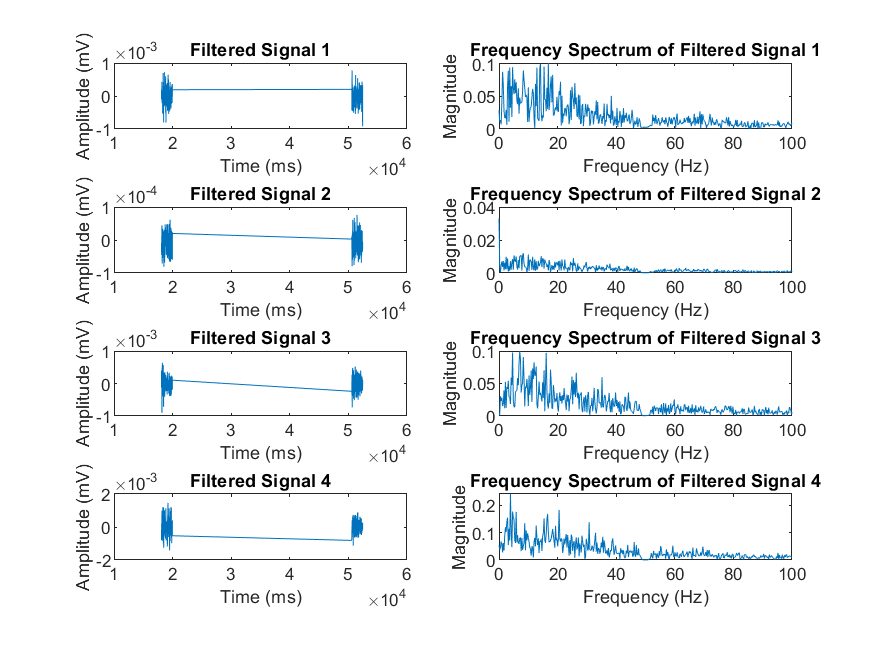 Filtered Signal 1
×10⁻³
Amplitude (mV)
1
0
-1
1 2 3 4 5 6
Time (ms)
×10⁴
Frequency Spectrum of Filtered Signal 1
Magnitude
0.1
0.05
0
0 20 40 60 80 100
Frequency (Hz)
Filtered Signal 2
×10⁻⁴
Amplitude (mV)
1
0
-1
1 2 3 4 5 6
Time (ms)
×10⁴
Frequency Spectrum of Filtered Signal 2
Magnitude
0.04
0.02
0
0 20 40 60 80 100
Frequency (Hz)
Filtered Signal 3
×10⁻³
Amplitude (mV)
1
0
-1
1 2 3 4 5 6
Time (ms)
×10⁴
Frequency Spectrum of Filtered Signal 3
Magnitude
0.1
0.05
0
0 20 40 60 80 100
Frequency (Hz)
Filtered Signal 4
×10⁻³
Amplitude (mV)
2
0
-2
1 2 3 4 5 6
Time (ms)
×10⁴
Frequency Spectrum of Filtered Signal 4
Magnitude
0.2
0.1
0
0 20 40 60 80 100
Frequency (Hz)